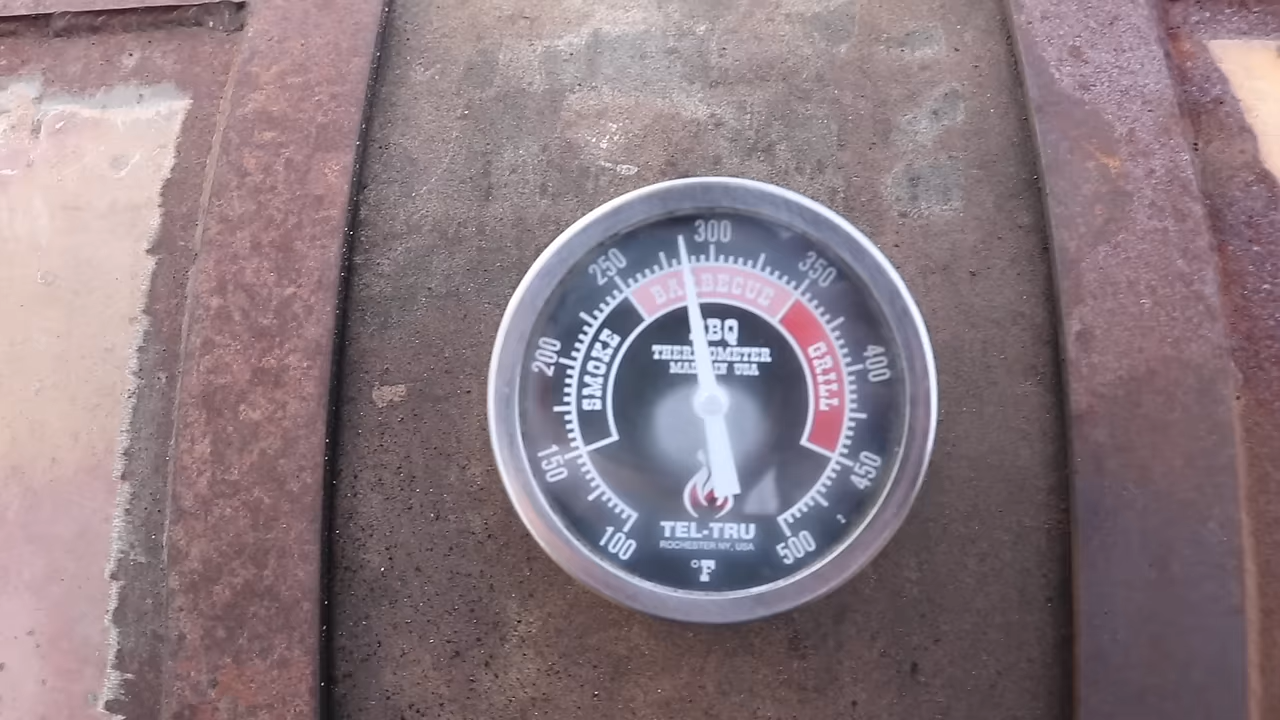 300
250
350
BARBECUE
200
SMOKE
BBQ
GRILL
400
THERMOMETER
MADE IN USA
150
450
100
TEL-TRU
500
ROCHESTER NY, USA
°F